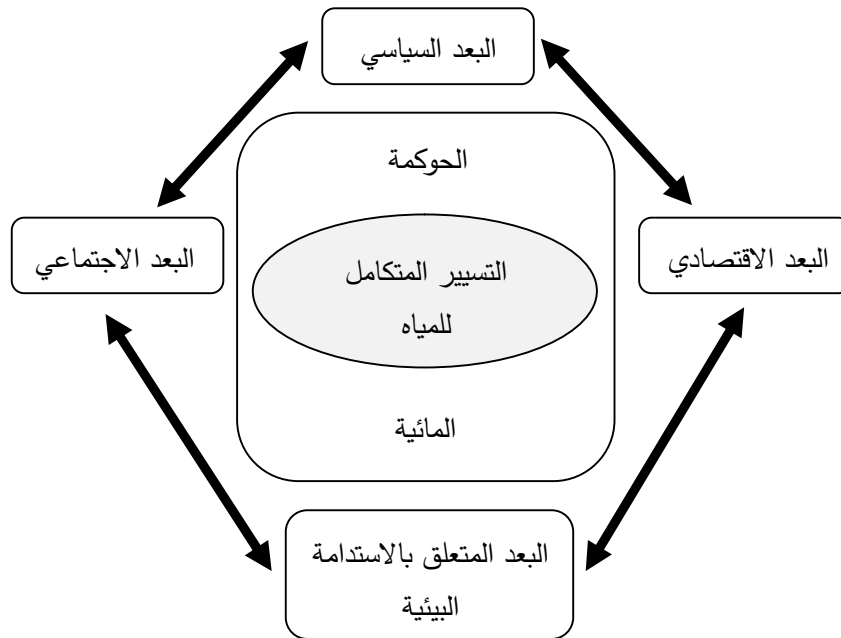 البعد السياسي
الحوكمة
البعد الاقتصادي
التسيير المتكامل
للمياه
البعد الاجتماعي
المائية
البعد المتعلق بالاستدامة
البيئية